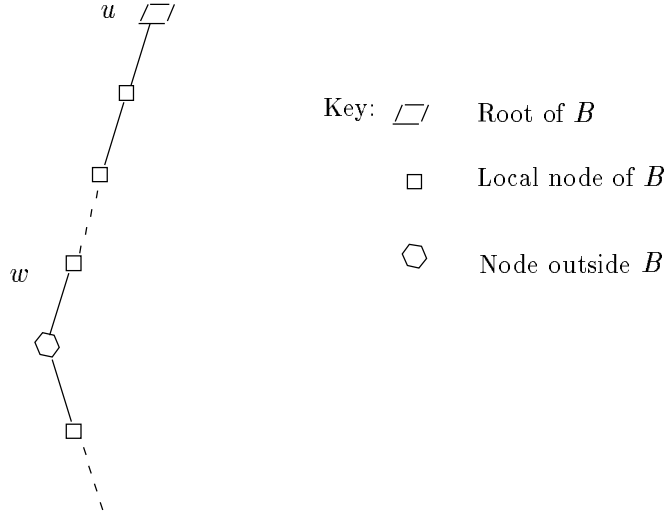 u
Key: Root of B
Local node of B
w
Node outside B